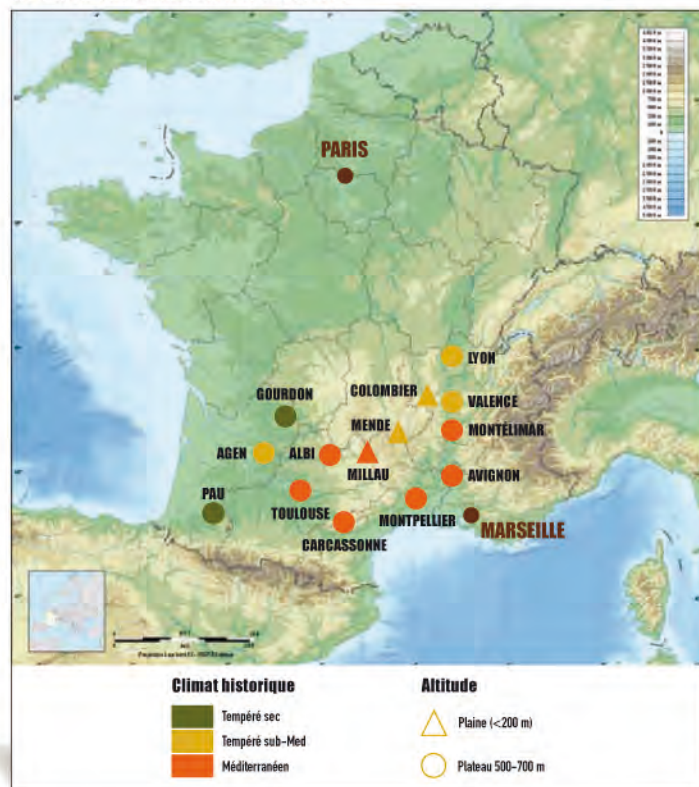 PARIS
LYON
COLOMBIER
VALENCE
GOURDON
MENDE
MONTÉLIMAR
AGEN
ALBI
MILLAU
AVIGNON
PAU
TOULOUSE
MONTPELLIER
MARSEILLE
CARCASSONNE
Climat historique
Tempéré sec
Tempéré sub-Med
Méditerranéen
Altitude
Plaine (<200 m)
Plateau 500-700 m